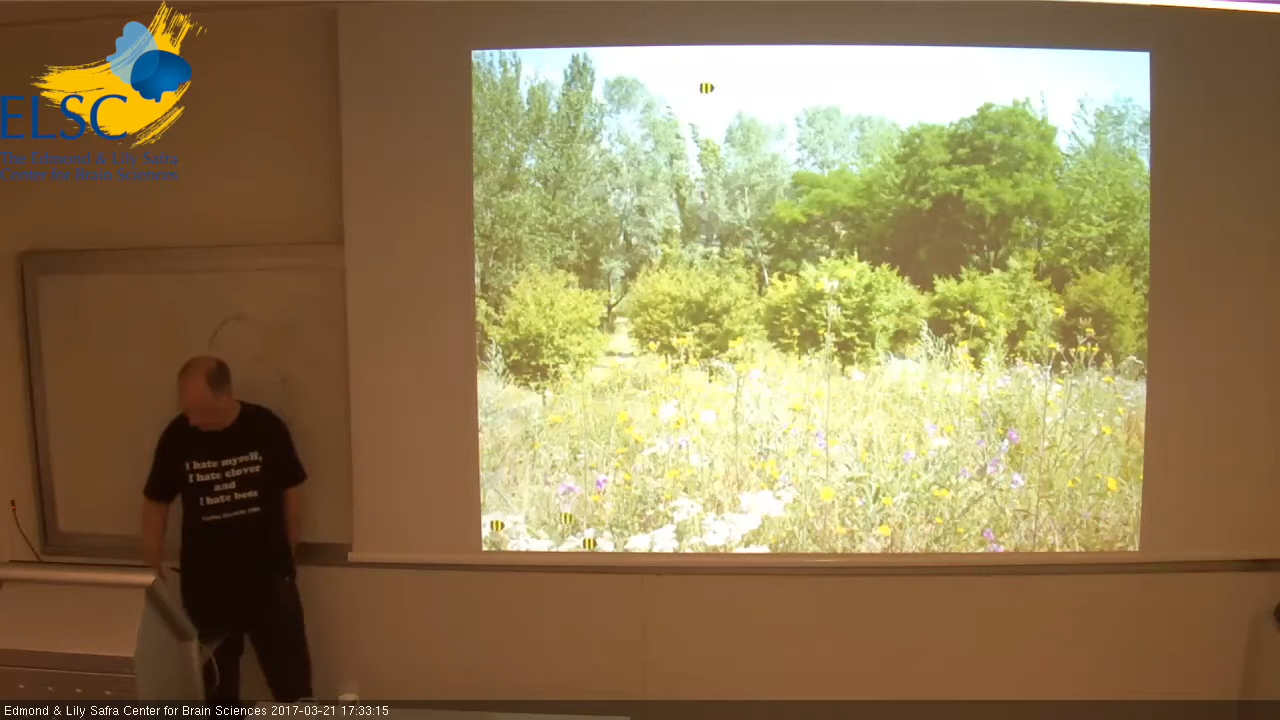 ELSC
The Edmond & Lily Safra
Center for Brain Sciences
I hate myself,
I hate clover
and
I hate bees
Edmond & Lily Safra Center for Brain Sciences 2017-03-21 17:33:15